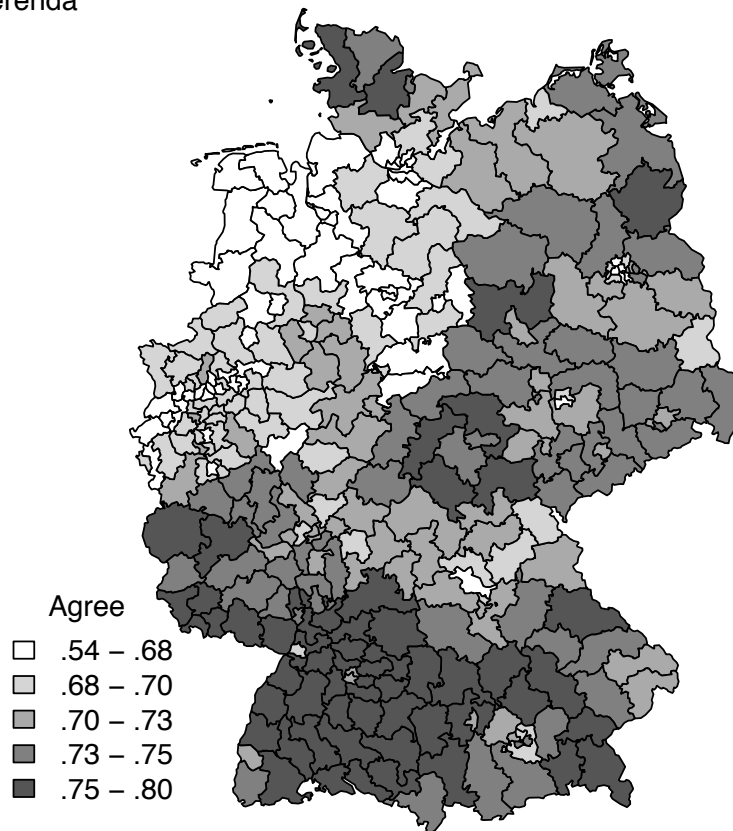 Agree
.54 – .68
.68 – .70
.70 – .73
.73 – .75
.75 – .80